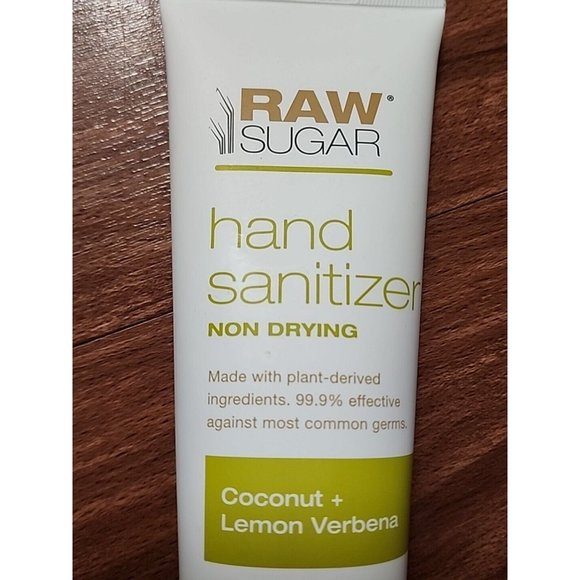 RAW®
SUGAR
hand
sanitizer
NON DRYING
Made with plant-derived
ingredients. 99.9% effective
against most common germs.
Coconut +
Lemon Verbena